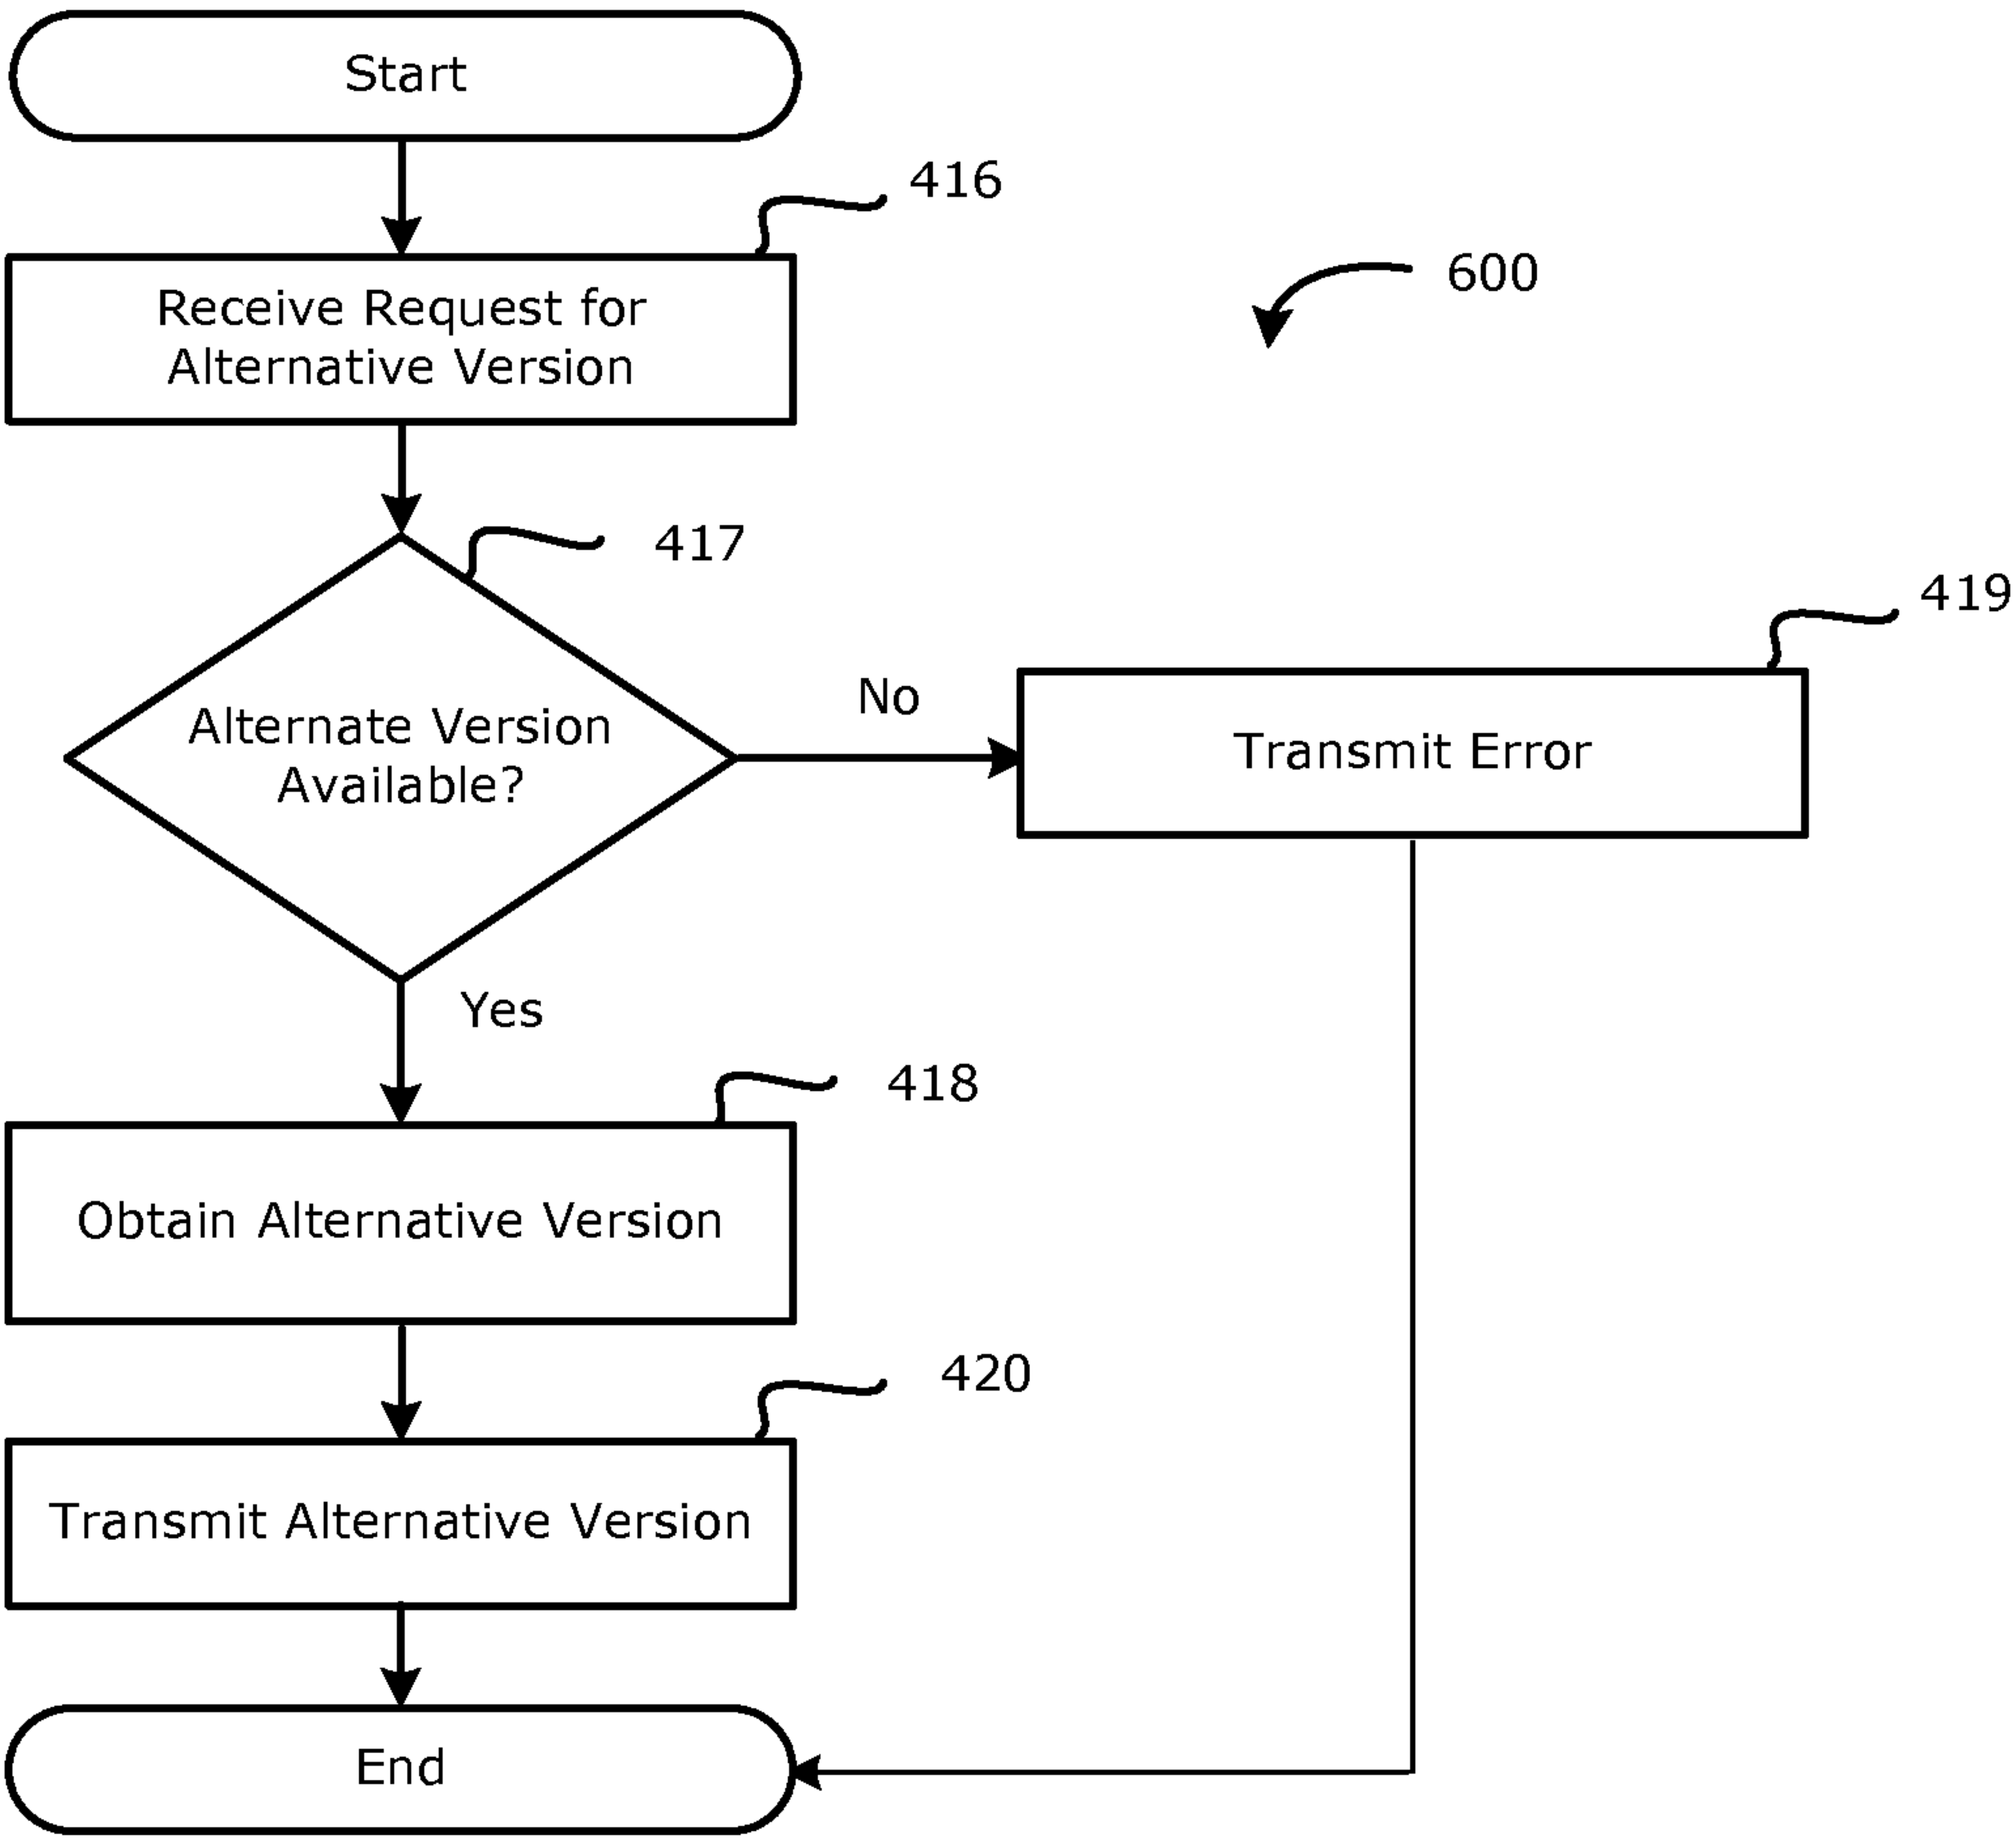 Start
416
Receive Request for
Alternative Version
600
417
Alternate Version
Available?
No
419
Transmit Error
Yes
418
Obtain Alternative Version
420
Transmit Alternative Version
End